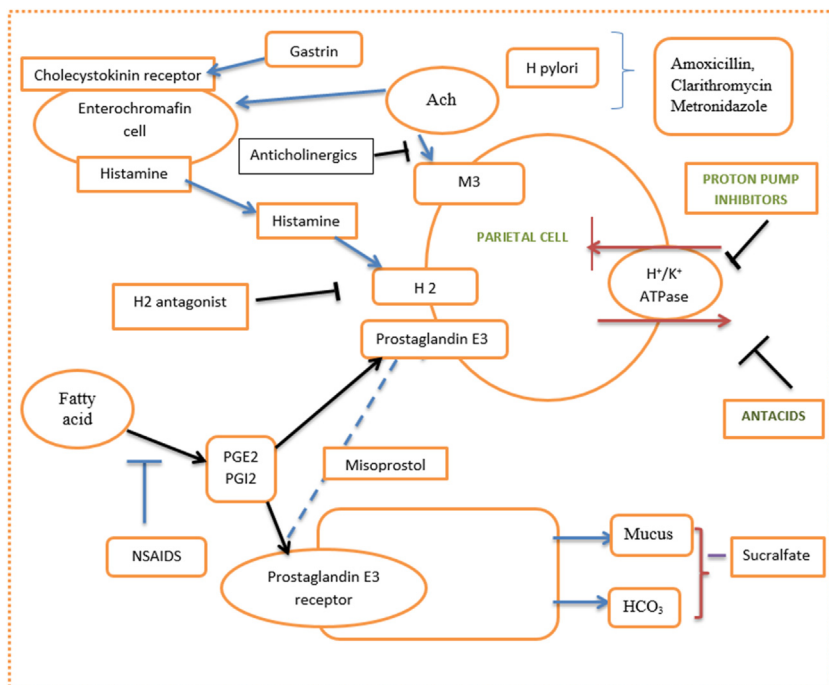 Gastrin
Cholecystokinin receptor
Enterochromafin
cell
Histamine
Ach
H pylori
Amoxicillin,
Clarithromycin
Metronidazole
Anticholinergics
M3
PROTON PUMP
INHIBITORS
Histamine
PARIETAL CELL
H⁺/K⁺
ATPase
H 2
H2 antagonist
Prostaglandin E3
Fatty
acid
ANTACIDS
PGE2
PGI2
Misoprostol
NSAIDS
Mucus
Sucralfate
Prostaglandin E3
receptor
HCO₃